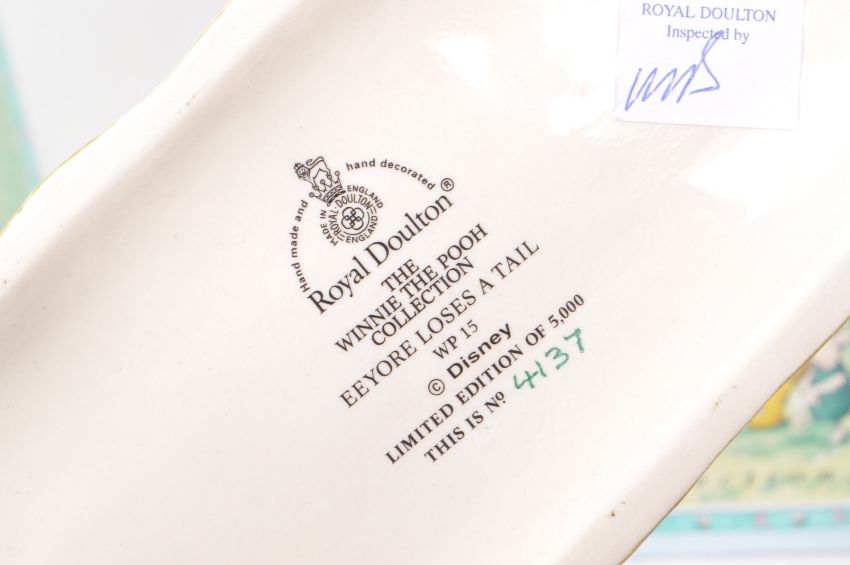 ROYAL DOULTON
Inspected by
Hand made and hand decorated
MADE IN ENGLAND
ROYAL DOULTON
ENGLAND
Royal Doulton®
THE
WINNIE THE POOH
COLLECTION
EEYORE LOSES A TAIL
WP 15
© Disney
LIMITED EDITION OF 5,000
THIS IS Nº 4137